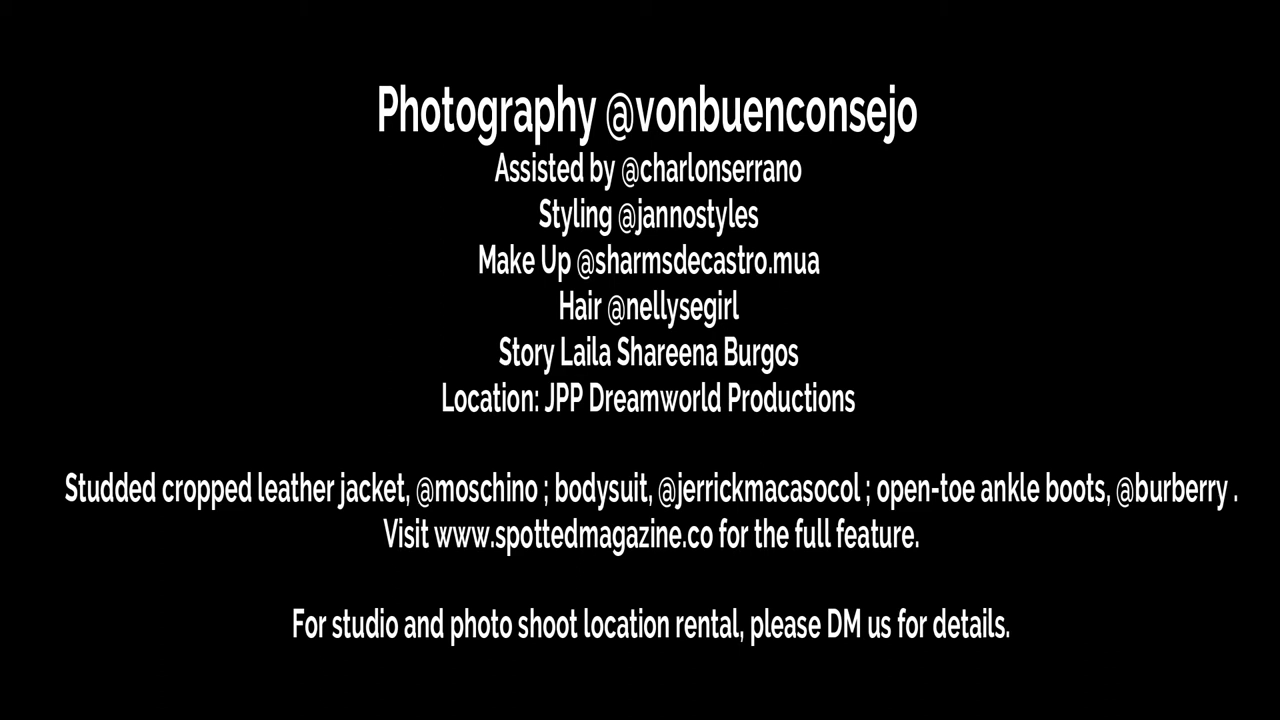 Photography @vonbuenconsejo
Assisted by @charlonserrano
Styling @jannostyles
Make Up @sharmsdecastro.mua
Hair @nellysegirl
Story Laila Shareena Burgos
Location: JPP Dreamworld Productions
Studded cropped leather jacket, @moschino ; bodysuit, @jerrickmacasocol ; open-toe ankle boots, @burberry .
Visit www.spottedmagazine.co for the full feature.
For studio and photo shoot location rental, please DM us for details.